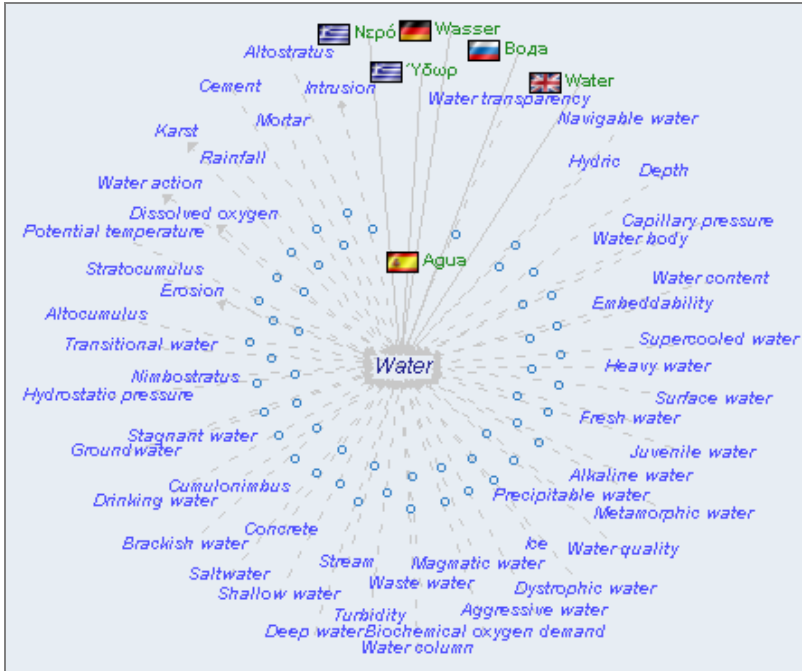 Νερό
Wasser
Altostratus
Вода
Ύδωρ
Cement
Intrusion
Water
Water transparency
Mortar
Navigable water
Karst
Rainfall
Hydric
Depth
Water action
Dissolved oxygen
Capillary pressure
Potential temperature
Water body
Agua
Stratocumulus
Water content
Erosion
Embeddability
Altocumulus
Transitional water
Supercooled water
Water
Heavy water
Nimbostratus
Hydrostatic pressure
Surface water
Fresh water
Stagnant water
Groundwater
Juvenile water
Alkaline water
Cumulonimbus
Drinking water
Precipitable water
Metamorphic water
Concrete
Brackish water
Ice
Water quality
Stream
Magmatic water
Saltwater
Shallow water
Waste water
Dystrophic water
Turbidity
Aggressive water
Deep water
Biochemical oxygen demand
Water column